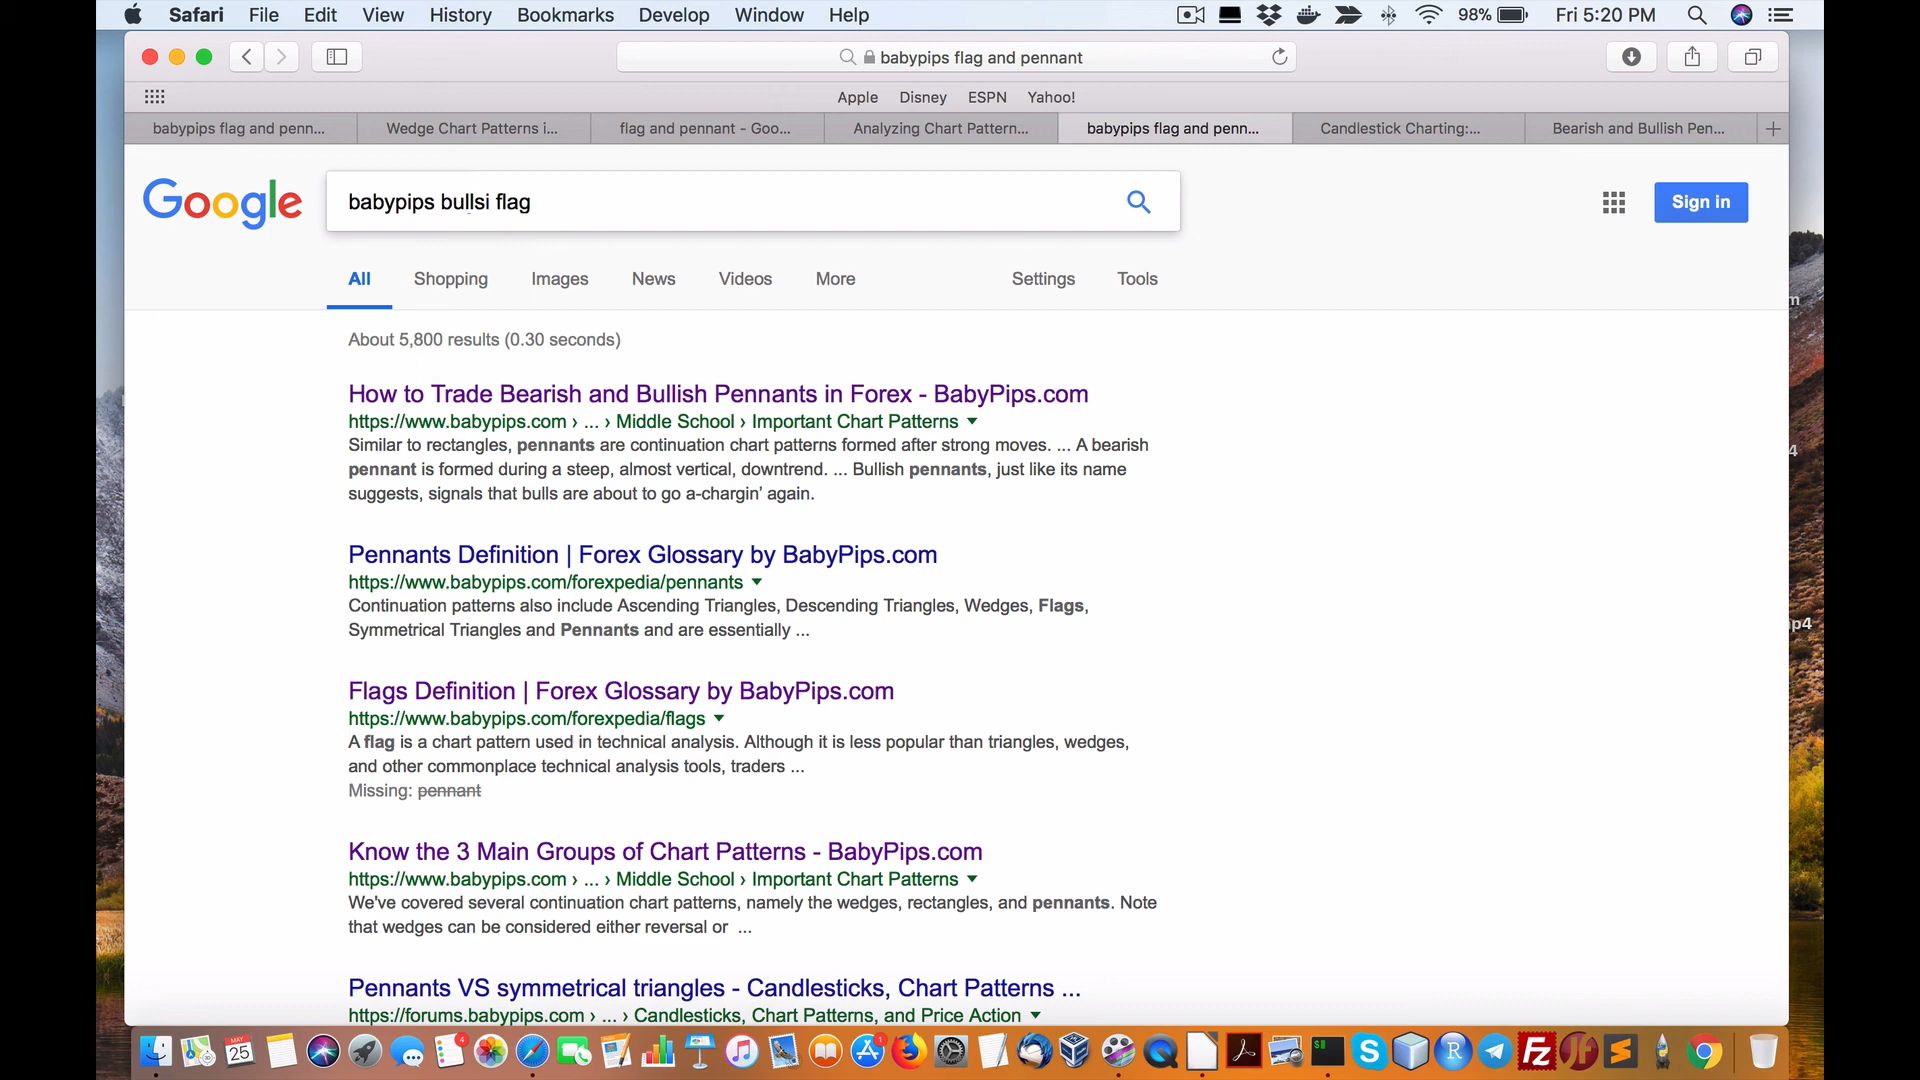 Safari File Edit View History Bookmarks Develop Window Help 98% Fri 5:20 PM
babypips flag and pennant
Apple Disney ESPN Yahoo!
babypips flag and penn... Wedge Chart Patterns i... flag and pennant - Goo... Analyzing Chart Pattern... babypips flag and penn... Candlestick Charting:... Bearish and Bullish Pen...
Google babypips bullsi flag Sign in
All Shopping Images News Videos More Settings Tools
About 5,800 results (0.30 seconds)
How to Trade Bearish and Bullish Pennants in Forex - BabyPips.com
https://www.babypips.com › ... › Middle School › Important Chart Patterns
Similar to rectangles, pennants are continuation chart patterns formed after strong moves. ... A bearish
pennant is formed during a steep, almost vertical, downtrend. ... Bullish pennants, just like its name
suggests, signals that bulls are about to go a-chargin' again.
Pennants Definition | Forex Glossary by BabyPips.com
https://www.babypips.com/forexpedia/pennants
Continuation patterns also include Ascending Triangles, Descending Triangles, Wedges, Flags,
Symmetrical Triangles and Pennants and are essentially ...
Flags Definition | Forex Glossary by BabyPips.com
https://www.babypips.com/forexpedia/flags
A flag is a chart pattern used in technical analysis. Although it is less popular than triangles, wedges,
and other commonplace technical analysis tools, traders ...
Missing: pennant
Know the 3 Main Groups of Chart Patterns - BabyPips.com
https://www.babypips.com › ... › Middle School › Important Chart Patterns
We've covered several continuation chart patterns, namely the wedges, rectangles, and pennants. Note
that wedges can be considered either reversal or ...
Pennants VS symmetrical triangles - Candlesticks, Chart Patterns ...
https://forums.babypips.com › ... › Candlesticks, Chart Patterns, and Price Action
m
4
p4
MAY
25
4
1
$
S
R
Fz